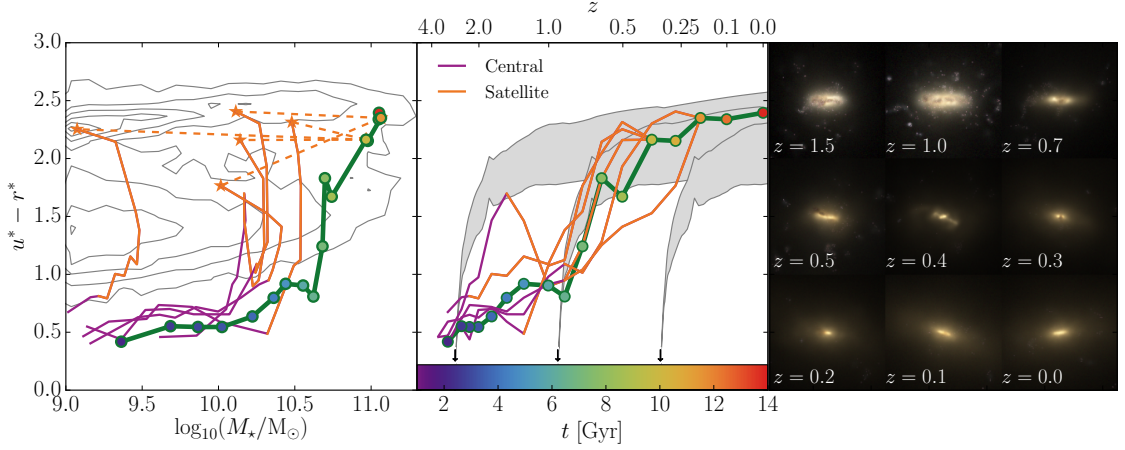 z
4.0 2.0 1.0 0.5 0.25 0.1 0.0
3.0
2.5
2.0
1.5
1.0
0.5
0.0
u* − r*
9.0 9.5 10.0 10.5 11.0
log₁₀(M⋆/M⊙)
Central
Satellite
2 4 6 8 10 12 14
t [Gyr]
z = 1.5 z = 1.0 z = 0.7
z = 0.5 z = 0.4 z = 0.3
z = 0.2 z = 0.1 z = 0.0